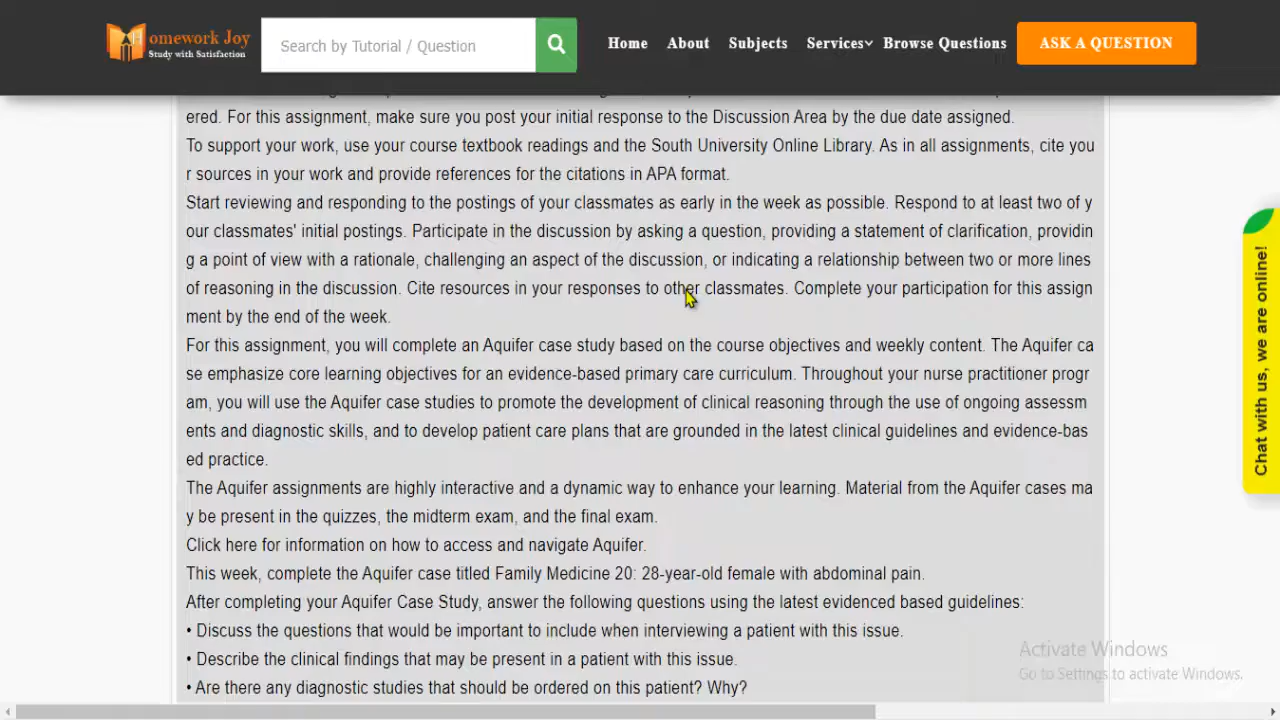 omework Joy
Study with Satisfaction
Search by Tutorial / Question
Home
About
Subjects
Services
Browse Questions
ASK A QUESTION
ered. For this assignment, make sure you post your initial response to the Discussion Area by the due date assigned.
To support your work, use your course textbook readings and the South University Online Library. As in all assignments, cite you
r sources in your work and provide references for the citations in APA format.
Start reviewing and responding to the postings of your classmates as early in the week as possible. Respond to at least two of y
our classmates' initial postings. Participate in the discussion by asking a question, providing a statement of clarification, providin
g a point of view with a rationale, challenging an aspect of the discussion, or indicating a relationship between two or more lines
of reasoning in the discussion. Cite resources in your responses to other classmates. Complete your participation for this assign
ment by the end of the week.
For this assignment, you will complete an Aquifer case study based on the course objectives and weekly content. The Aquifer ca
se emphasize core learning objectives for an evidence-based primary care curriculum. Throughout your nurse practitioner progr
am, you will use the Aquifer case studies to promote the development of clinical reasoning through the use of ongoing assessm
ents and diagnostic skills, and to develop patient care plans that are grounded in the latest clinical guidelines and evidence-bas
ed practice.
The Aquifer assignments are highly interactive and a dynamic way to enhance your learning. Material from the Aquifer cases ma
y be present in the quizzes, the midterm exam, and the final exam.
Click here for information on how to access and navigate Aquifer.
This week, complete the Aquifer case titled Family Medicine 20: 28-year-old female with abdominal pain.
After completing your Aquifer Case Study, answer the following questions using the latest evidenced based guidelines:
• Discuss the questions that would be important to include when interviewing a patient with this issue.
• Describe the clinical findings that may be present in a patient with this issue.
• Are there any diagnostic studies that should be ordered on this patient? Why?
Chat with us, we are online!
Activate Windows
Go to Settings to activate Windows.